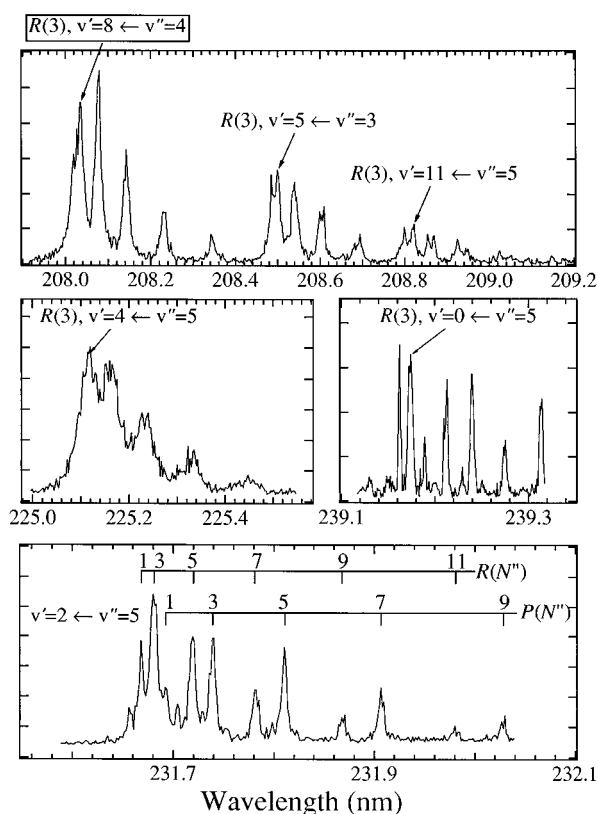 R(3), v'=8 ← v''=4
R(3), v'=5 ← v''=3
R(3), v'=11 ← v''=5
208.0 208.2 208.4 208.6 208.8 209.0 209.2
R(3), v'=4 ← v''=5
R(3), v'=0 ← v''=5
225.0 225.2 225.4
239.1 239.3
1 3 5 7 9 11
R(N'')
1 3 5 7 9
P(N'')
v'=2 ← v''=5
231.7 231.9 232.1
Wavelength (nm)